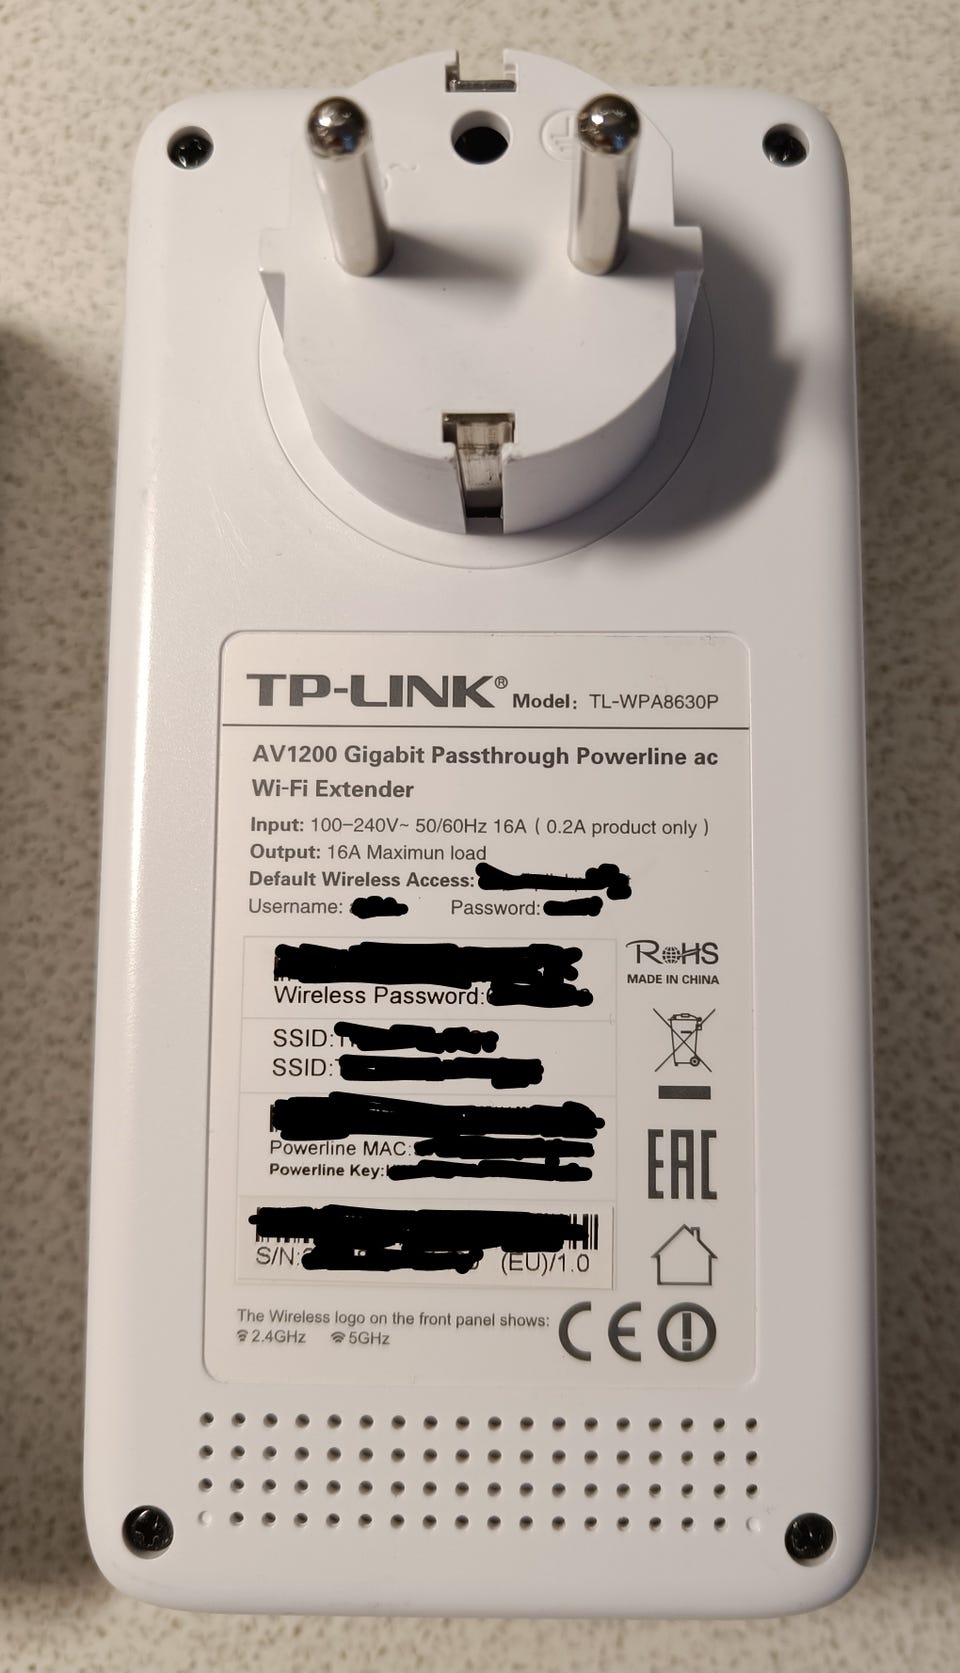 TP-LINK® Model: TL-WPA8630P
AV1200 Gigabit Passthrough Powerline ac
Wi-Fi Extender
Input: 100–240V~ 50/60Hz 16A ( 0.2A product only )
Output: 16A Maximun load
Default Wireless Access:
Username: Password:
Wireless Password:
RoHS
MADE IN CHINA
SSID:
SSID:
Powerline MAC:
Powerline Key:
EAC
S/N: (EU)/1.0
The Wireless logo on the front panel shows:
2.4GHz 5GHz
CE